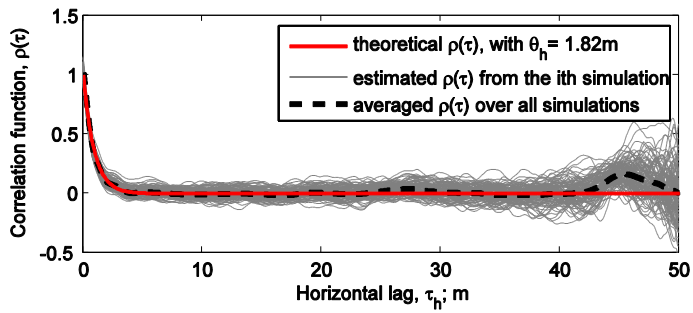 1.5
1
0.5
0
-0.5
Correlation function, ρ(τ)
theoretical ρ(τ), with θh= 1.82m
estimated ρ(τ) from the ith simulation
averaged ρ(τ) over all simulations
0 10 20 30 40 50
Horizontal lag, τh; m